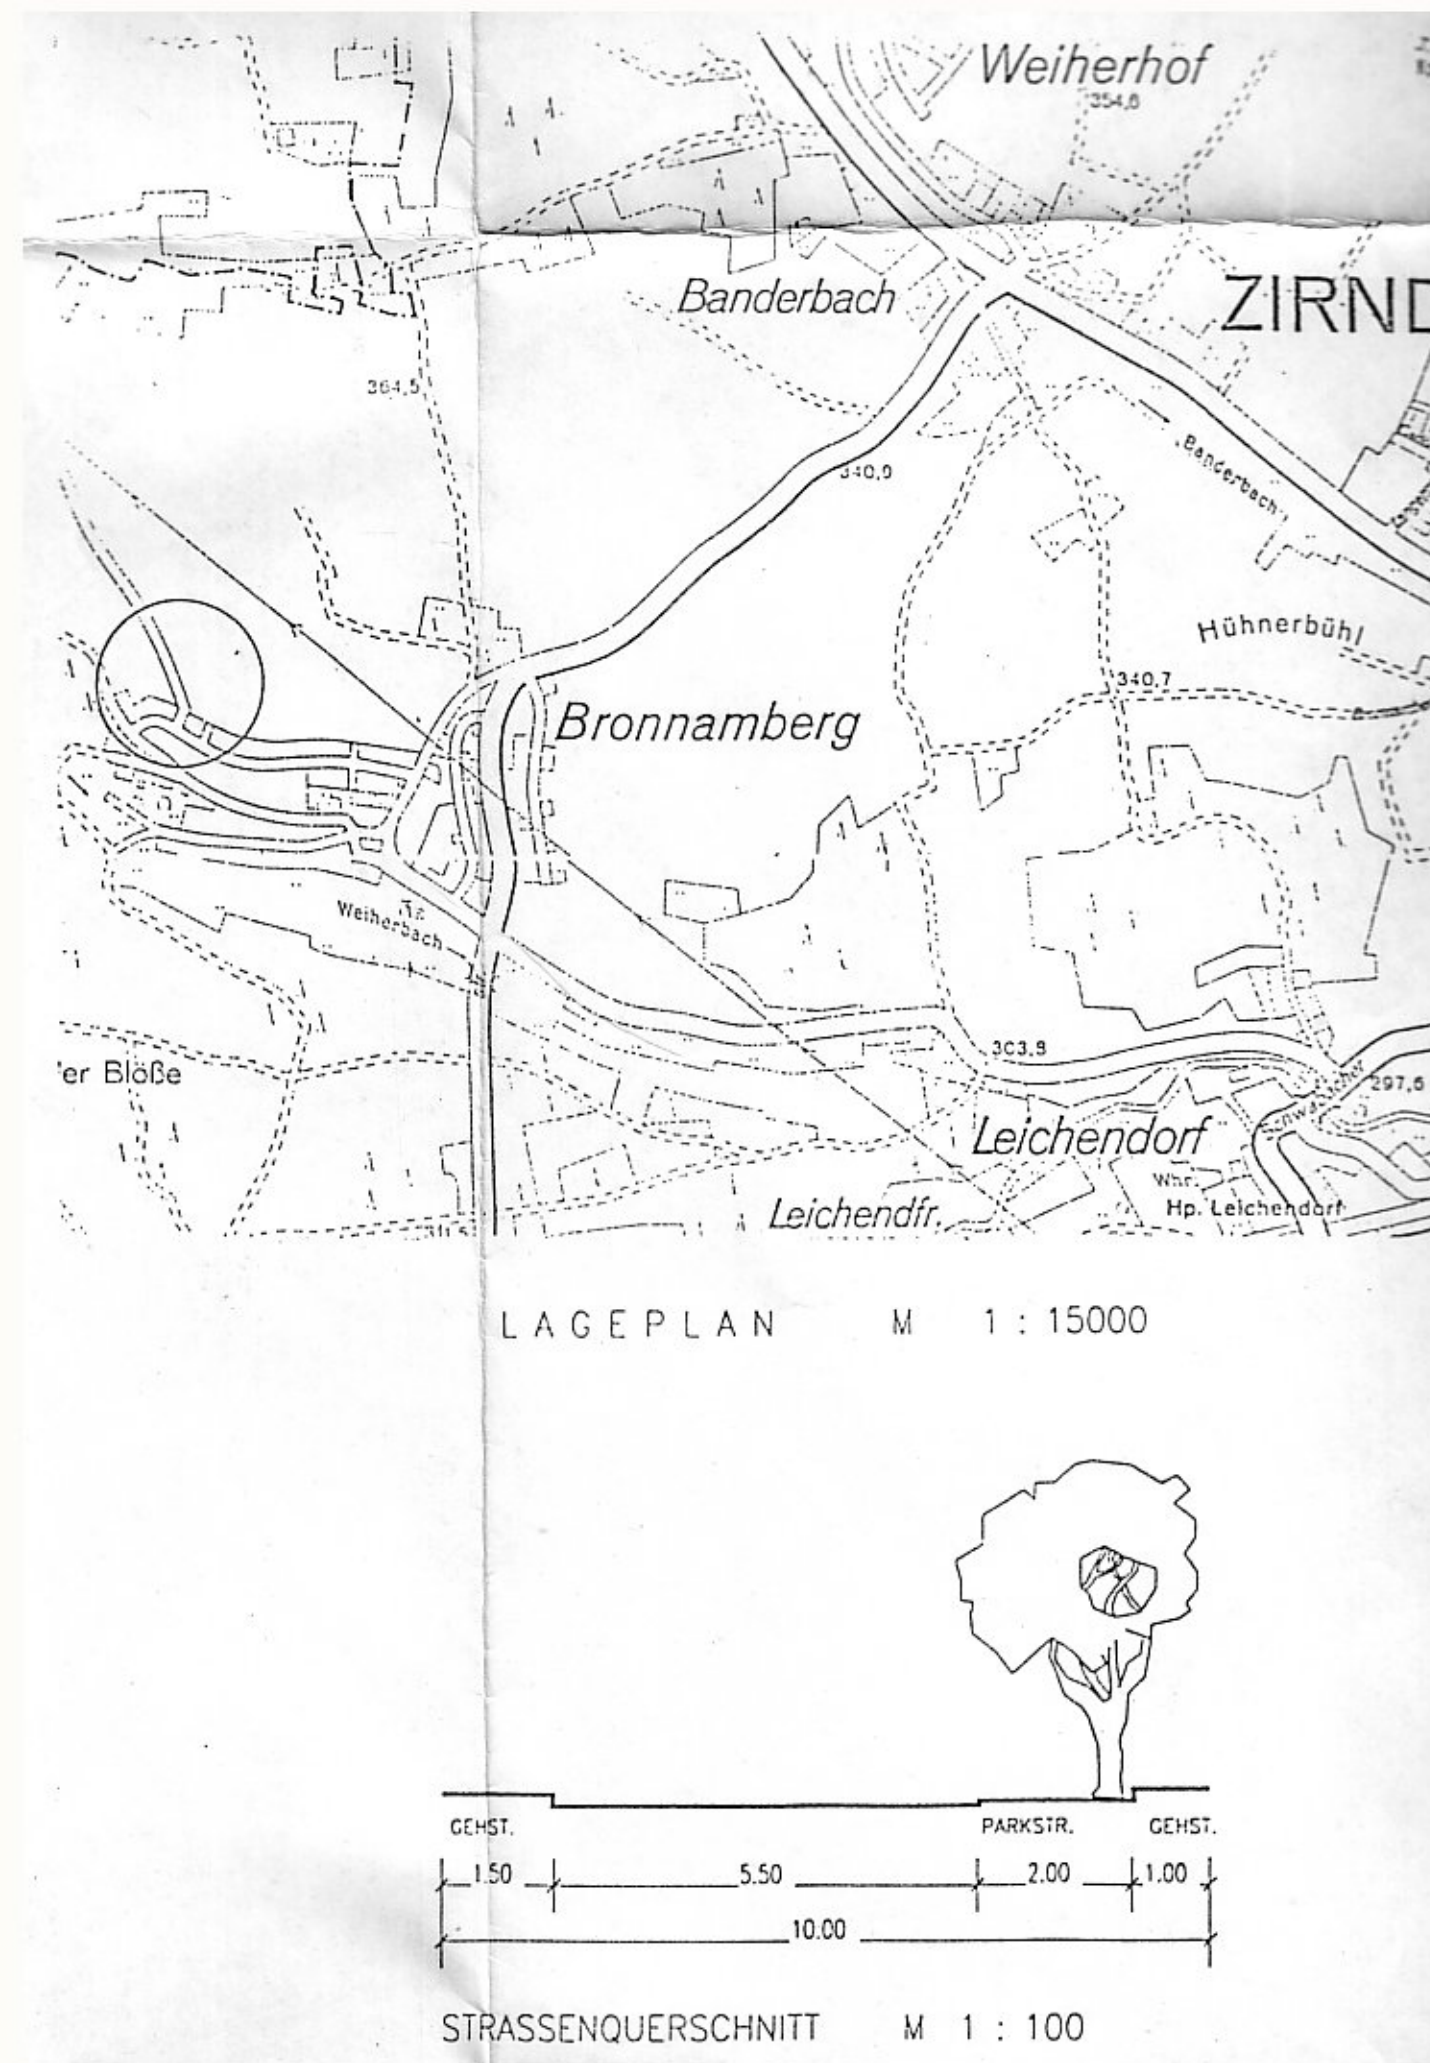 Weiherhof
354,6
Banderbach
ZIRND
364,5
340,9
Banderbach
Hühnerbühl
340,7
Bronnamberg
Weiherbach
303,8
'er Blöße
297,6
Leichendorf
Whr.
Leichendfr.
Hp. Leichendorf
LAGEPLAN M 1 : 15000
GEHST. PARKSTR. GEHST.
1.50 5.50 2.00 1.00
10.00
STRASSENQUERSCHNITT M 1 : 100